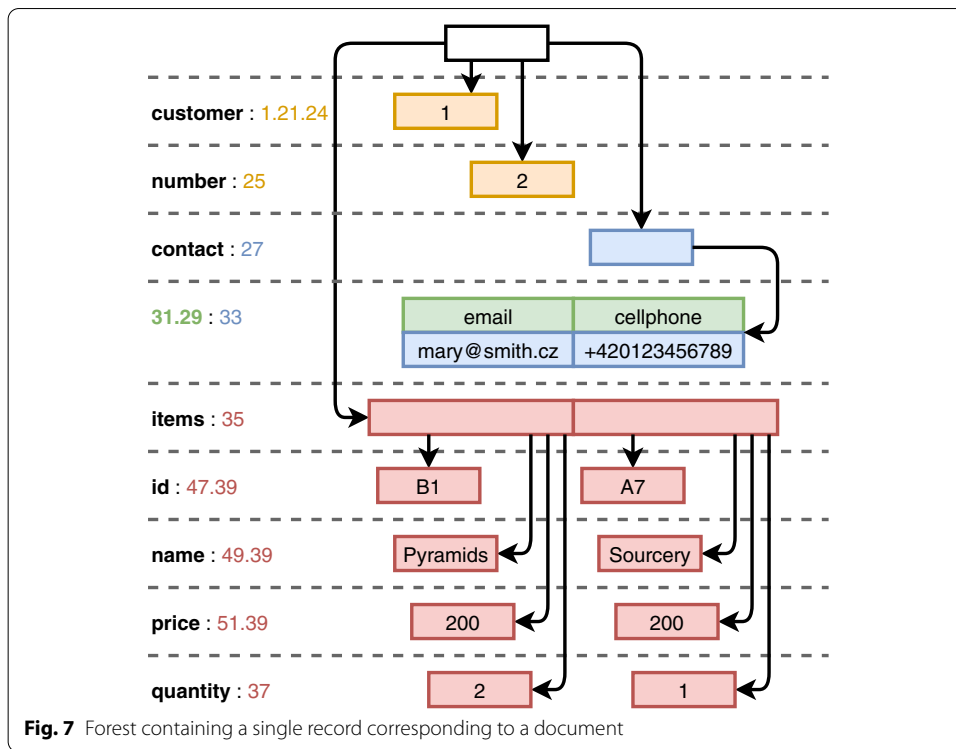 customer : 1.21.24
1
number : 25
2
contact : 27
31.29 : 33
email cellphone
mary@smith.cz +420123456789
items : 35
id : 47.39
B1 A7
name : 49.39
Pyramids Sourcery
price : 51.39
200 200
quantity : 37
2 1
Fig. 7 Forest containing a single record corresponding to a document